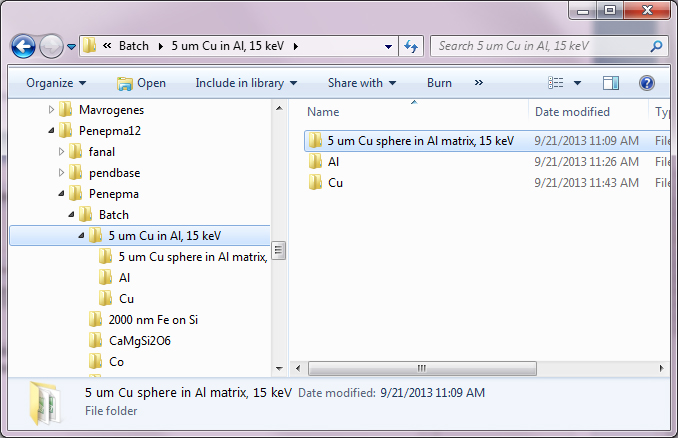 « Batch 5 um Cu in Al, 15 keV Search 5 um Cu in Al, 15 keV
Organize Open Include in library Share with Burn »
Mavrogenes
Penepma12
fanal
pendbase
Penepma
Batch
5 um Cu in Al, 15 keV
5 um Cu sphere in Al matrix,
Al
Cu
2000 nm Fe on Si
CaMgSi2O6
Co
Name Date modified Typ
5 um Cu sphere in Al matrix, 15 keV 9/21/2013 11:09 AM File
Al 9/21/2013 11:26 AM File
Cu 9/21/2013 11:43 AM File
5 um Cu sphere in Al matrix, 15 keV Date modified: 9/21/2013 11:09 AM
File folder